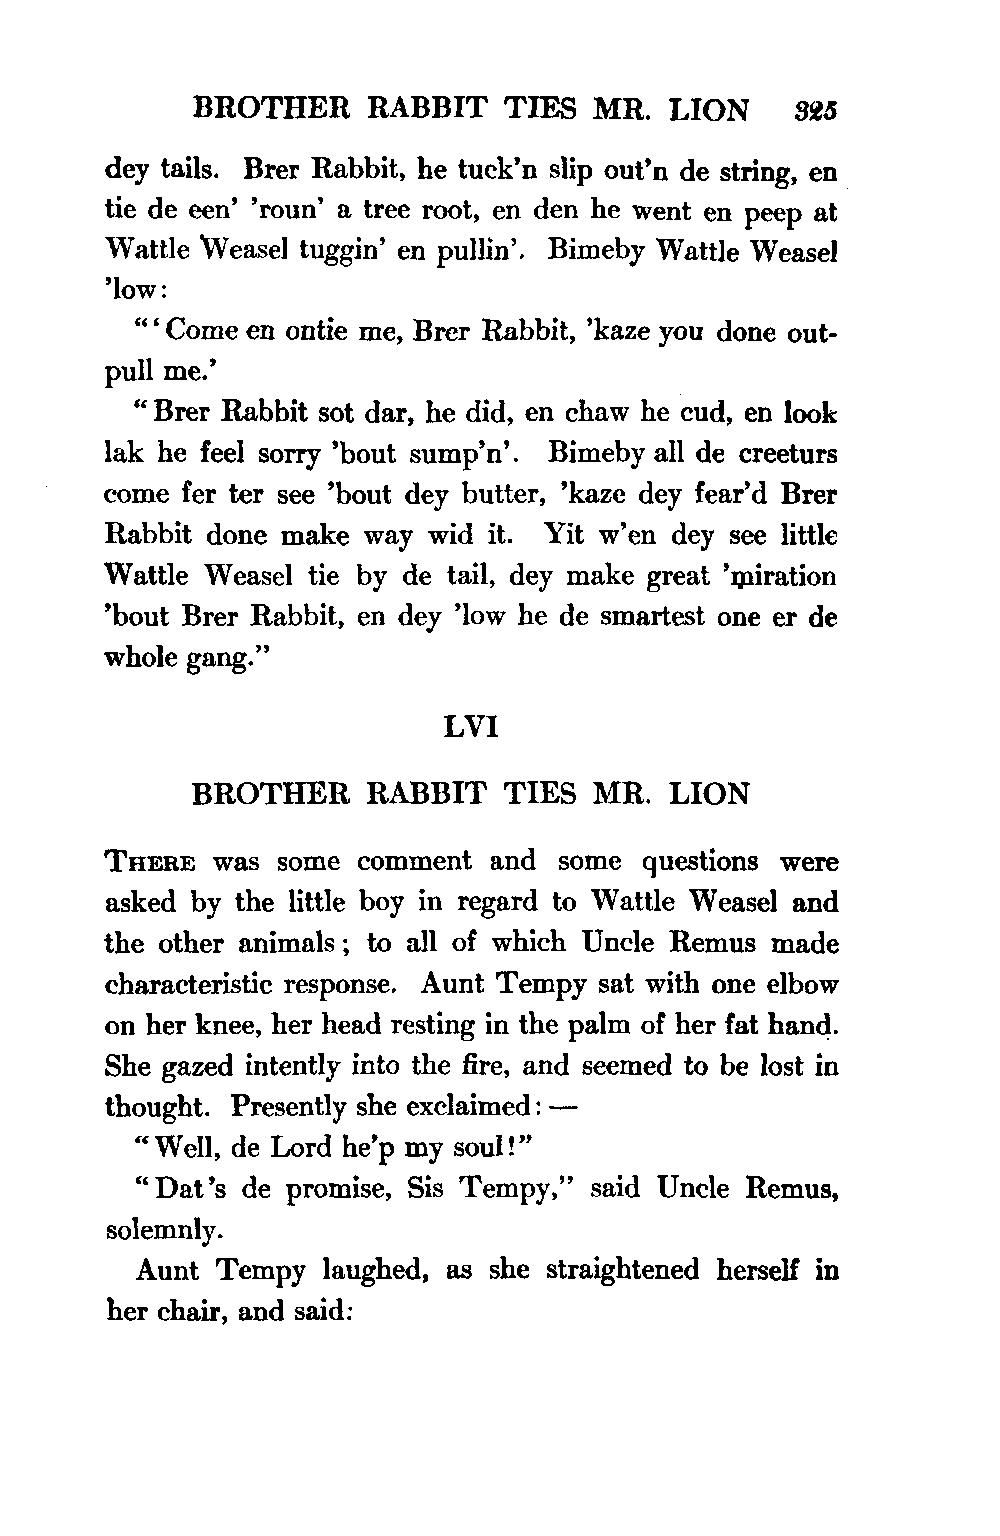 BROTHER RABBIT TIES MR. LION 325
dey tails. Brer Rabbit, he tuck'n slip out'n de string, en
tie de een' 'roun' a tree root, en den he went en peep at
Wattle Weasel tuggin' en pullin'. Bimeby Wattle Weasel
'low:
"'Come en ontie me, Brer Rabbit, 'kaze you done out-
pull me.'
"Brer Rabbit sot dar, he did, en chaw he cud, en look
lak he feel sorry 'bout sump'n'. Bimeby all de creeturs
come fer ter see 'bout dey butter, 'kaze dey fear'd Brer
Rabbit done make way wid it. Yit w'en dey see little
Wattle Weasel tie by de tail, dey make great 'miration
'bout Brer Rabbit, en dey 'low he de smartest one er de
whole gang."
LVI
BROTHER RABBIT TIES MR. LION
THERE was some comment and some questions were
asked by the little boy in regard to Wattle Weasel and
the other animals; to all of which Uncle Remus made
characteristic response. Aunt Tempy sat with one elbow
on her knee, her head resting in the palm of her fat hand.
She gazed intently into the fire, and seemed to be lost in
thought. Presently she exclaimed: —
"Well, de Lord he'p my soul!"
"Dat's de promise, Sis Tempy," said Uncle Remus,
solemnly.
Aunt Tempy laughed, as she straightened herself in
her chair, and said: